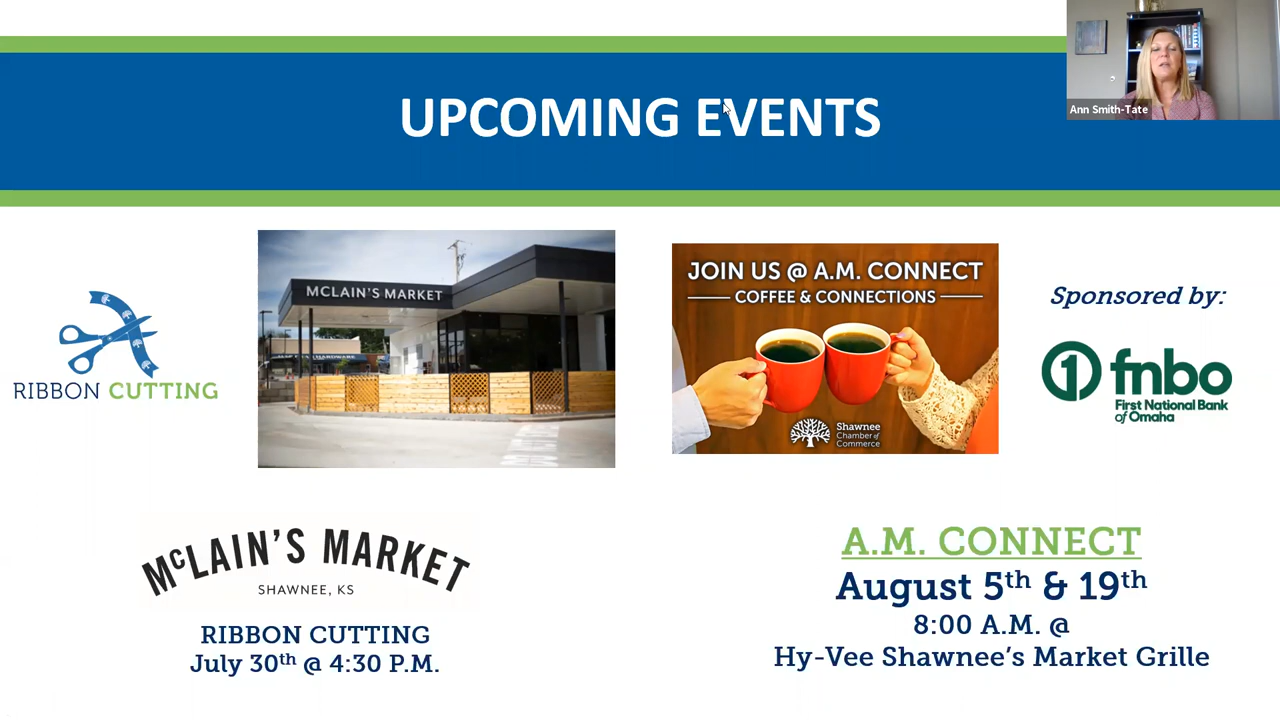 UPCOMING EVENTS
Ann Smith-Tate
RIBBON CUTTING
MCLAIN'S MARKET
HARDWARE
JOIN US @ A.M. CONNECT
COFFEE & CONNECTIONS
Shawnee
Chamber of
Commerce
Sponsored by:
1 fnbo
First National Bank
of Omaha
McLAIN'S MARKET
SHAWNEE, KS
RIBBON CUTTING
July 30th @ 4:30 P.M.
A.M. CONNECT
August 5th & 19th
8:00 A.M. @
Hy-Vee Shawnee's Market Grille